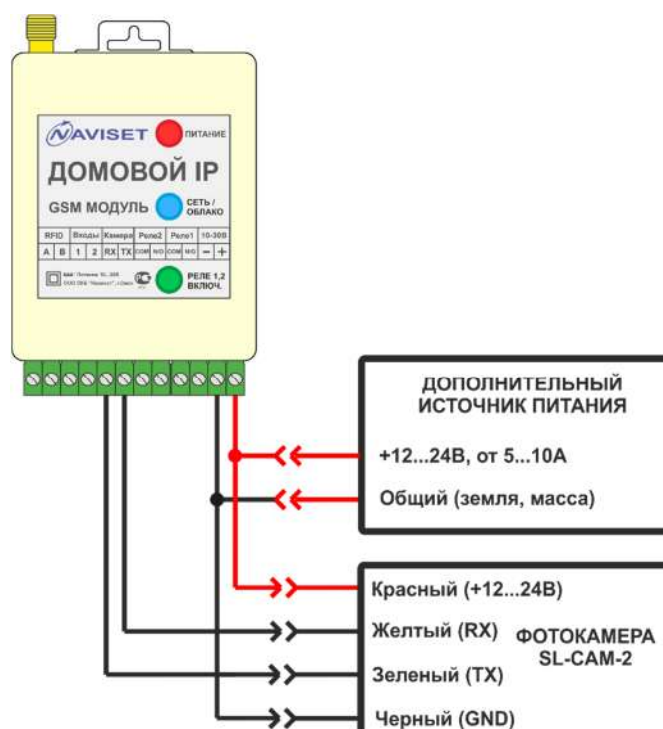 NAVISET
ПИТАНИЕ
ДОМОВОЙ IP
GSM МОДУЛЬ
СЕТЬ /
ОБЛАКО
RFID Входы Камера Реле2 Реле1 10-30В
A B 1 2 RX TX COM N/O COM N/O − +
РЕЛЕ 1,2
ВКЛЮЧ.
ДОПОЛНИТЕЛЬНЫЙ
ИСТОЧНИК ПИТАНИЯ
+12...24В, от 5...10А
Общий (земля, масса)
Красный (+12...24В)
Желтый (RX)
ФОТОКАМЕРА
SL-CAM-2
Зеленый (TX)
Черный (GND)